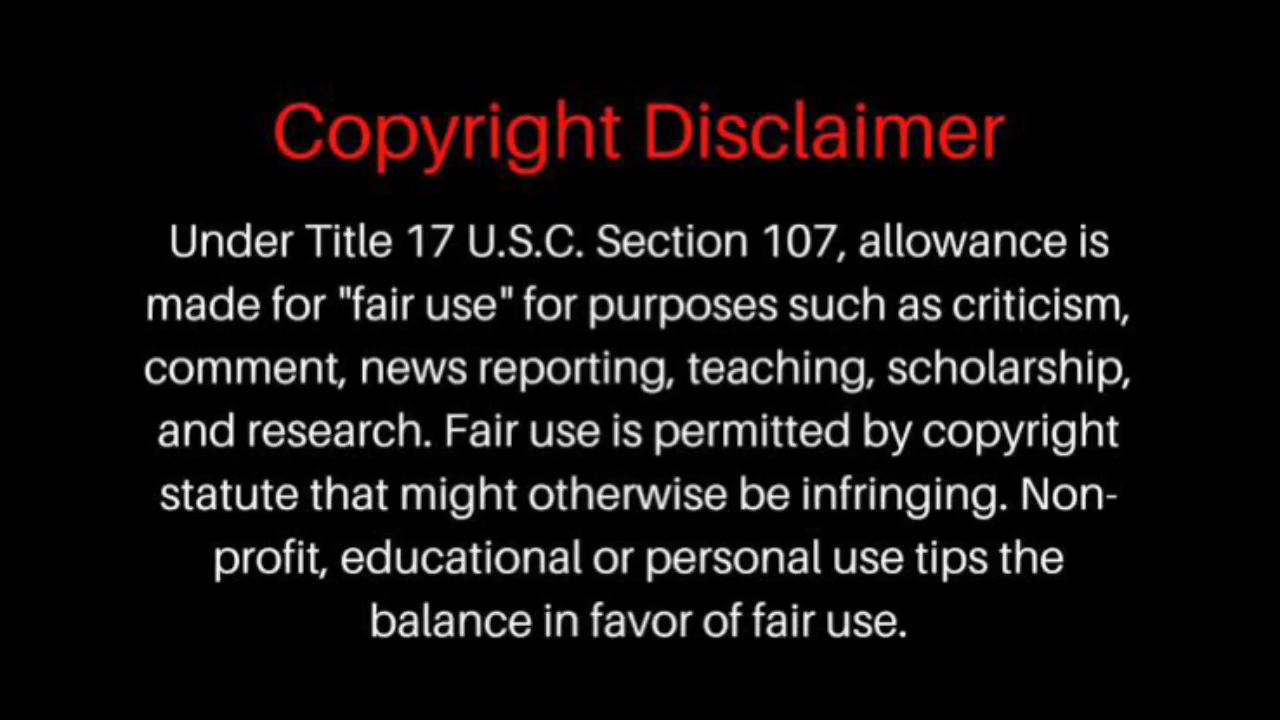 Copyright Disclaimer
Under Title 17 U.S.C. Section 107, allowance is
made for "fair use" for purposes such as criticism,
comment, news reporting, teaching, scholarship,
and research. Fair use is permitted by copyright
statute that might otherwise be infringing. Non-
profit, educational or personal use tips the
balance in favor of fair use.